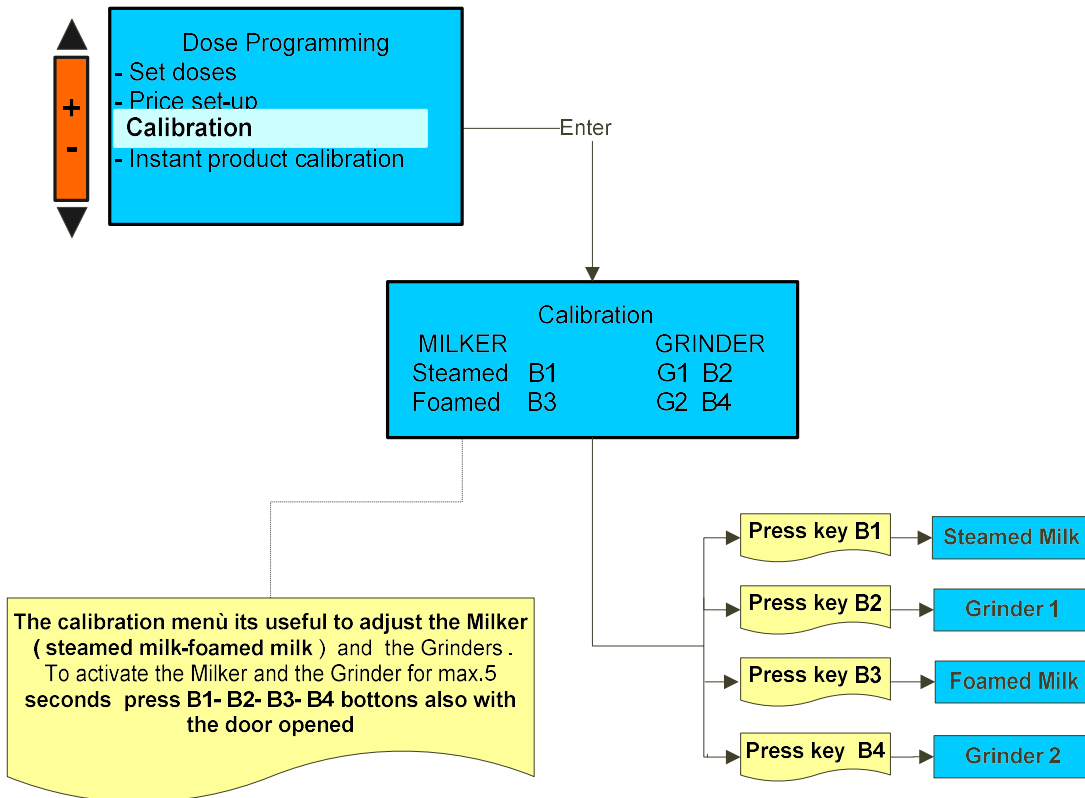 Dose Programming
- Set doses
- Price set-up
Calibration
- Instant product calibration
+
-
Enter
Calibration
MILKER GRINDER
Steamed B1 G1 B2
Foamed B3 G2 B4
Press key B1
Steamed Milk
Press key B2
Grinder 1
Press key B3
Foamed Milk
Press key B4
Grinder 2
The calibration menù its useful to adjust the Milker
( steamed milk-foamed milk ) and the Grinders .
To activate the Milker and the Grinder for max.5
seconds press B1- B2- B3- B4 bottons also with
the door opened